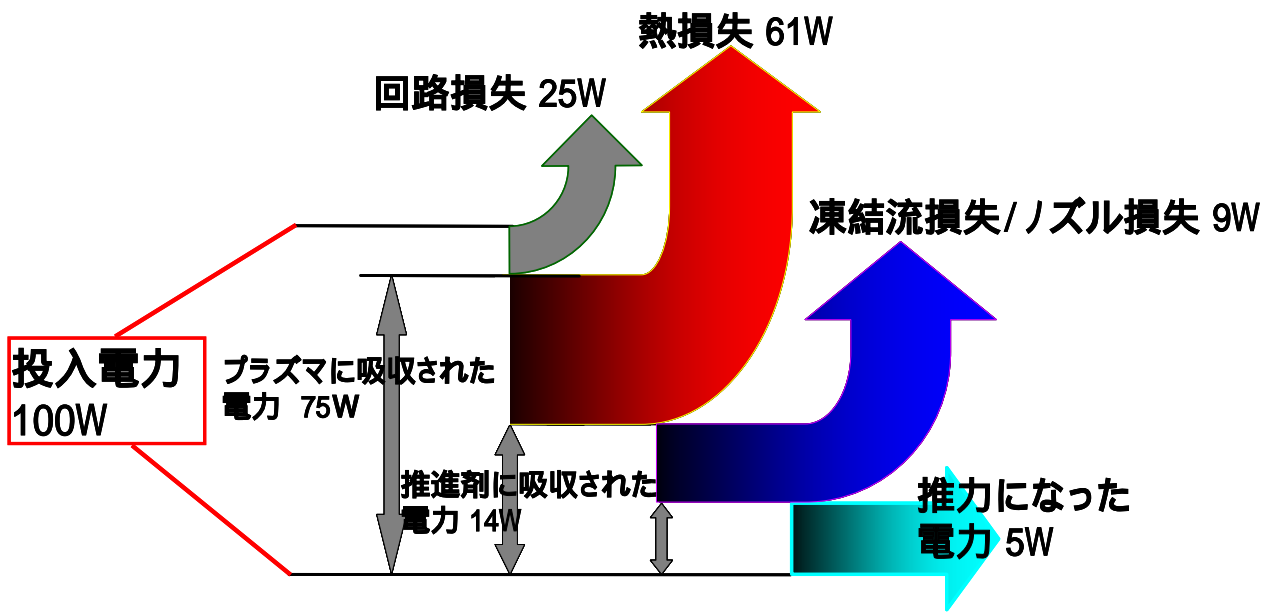 熱損失 61W
回路損失 25W
凍結流損失/ノズル損失 9W
投入電力
100W
プラズマに吸収された
電力 75W
推進剤に吸収された
電力 14W
推力になった
電力 5W